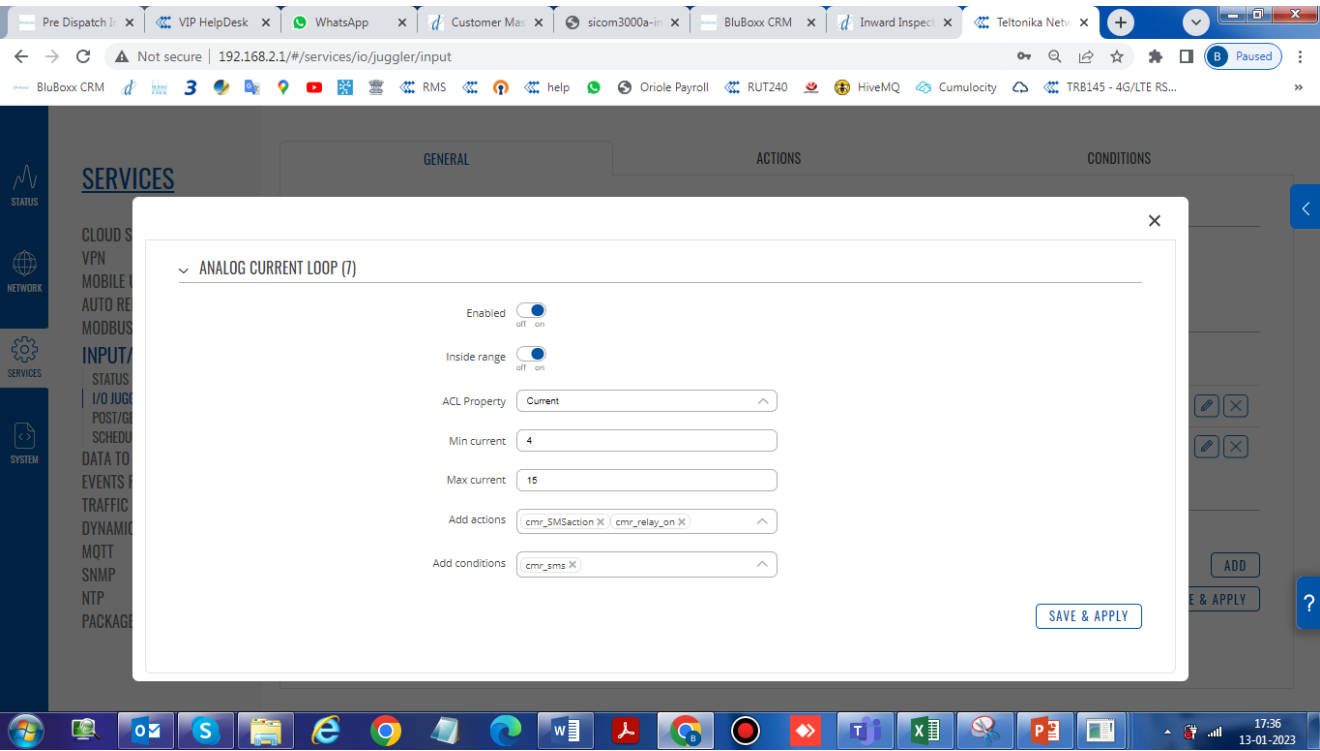 Pre Dispatch In
VIP HelpDesk
WhatsApp
Customer Mas
sicom3000a-in
BluBoxx CRM
Inward Inspect
Teltonika Netw
Not secure | 192.168.2.1/#/services/io/juggler/input
B Paused
BluBoxx CRM
RMS
help
Oriole Payroll
RUT240
HiveMQ
Cumulocity
TRB145 - 4G/LTE RS...
»
GENERAL
ACTIONS
CONDITIONS
STATUS
NETWORK
SERVICES
SYSTEM
SERVICES
CLOUD S
VPN
MOBILE
AUTO RE
MODBUS
INPUT/
STATUS
I/O JUGG
POST/GE
SCHEDU
DATA TO
EVENTS R
TRAFFIC
DYNAMIC
MQTT
SNMP
NTP
PACKAGE
ANALOG CURRENT LOOP (7)
Enabled
off on
Inside range
off on
ACL Property Current
Min current 4
Max current 15
Add actions cmr_SMSaction cmr_relay_on
Add conditions cmr_sms
SAVE & APPLY
ADD
E & APPLY
?
17:36
13-01-2023